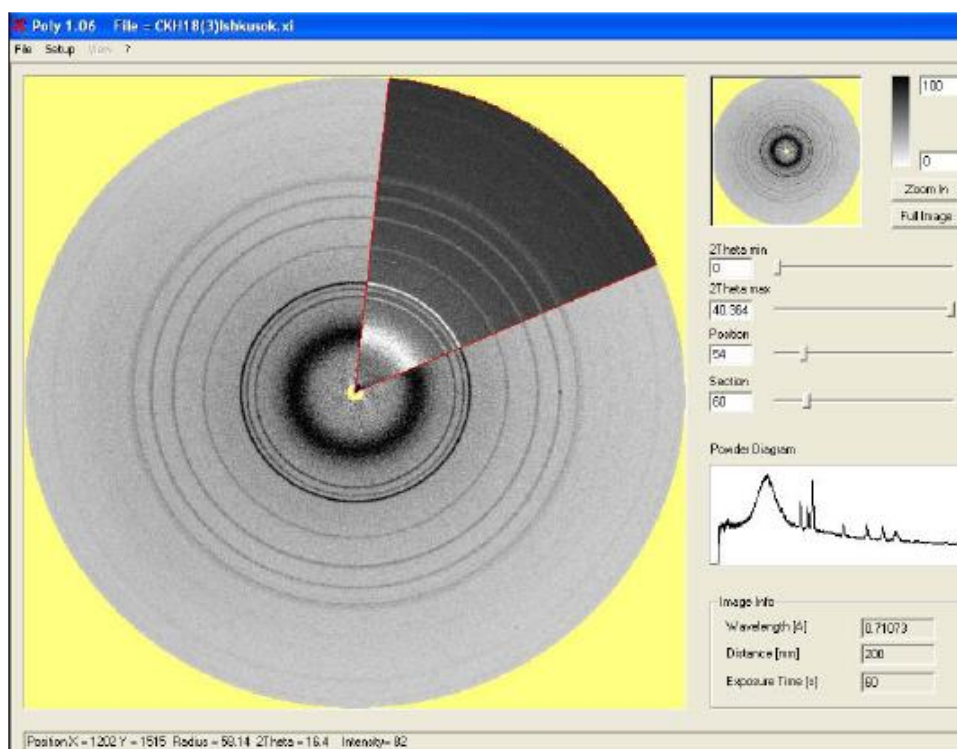 Poly 1.06 File = CKH18(3)lshkusok.xi
File Setup View ?
100
0
Zoom In
Full Image
2Theta min
0
2Theta max
40.364
Position
54
Section
60
Powder Diagram
Image Info
Wavelength [Å] 0.71073
Distance [mm] 200
Exposure Time [s] 60
Position X = 1202 Y = 1515 Radius = 59.14 2Theta = 16.4 Intensity= 82